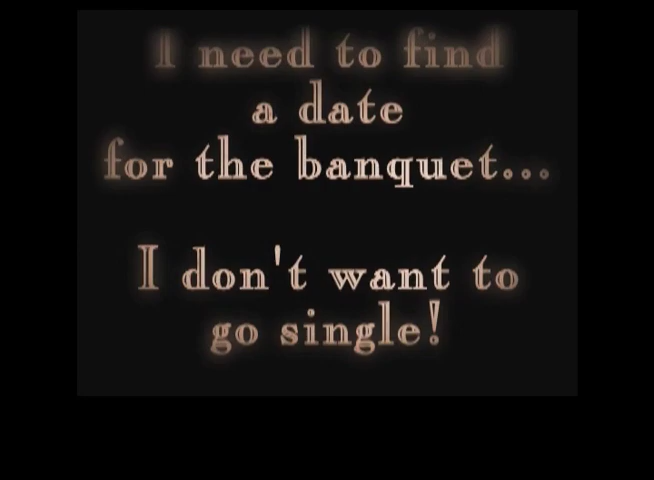 I need to find
a date
for the banquet...
I don't want to
go single!